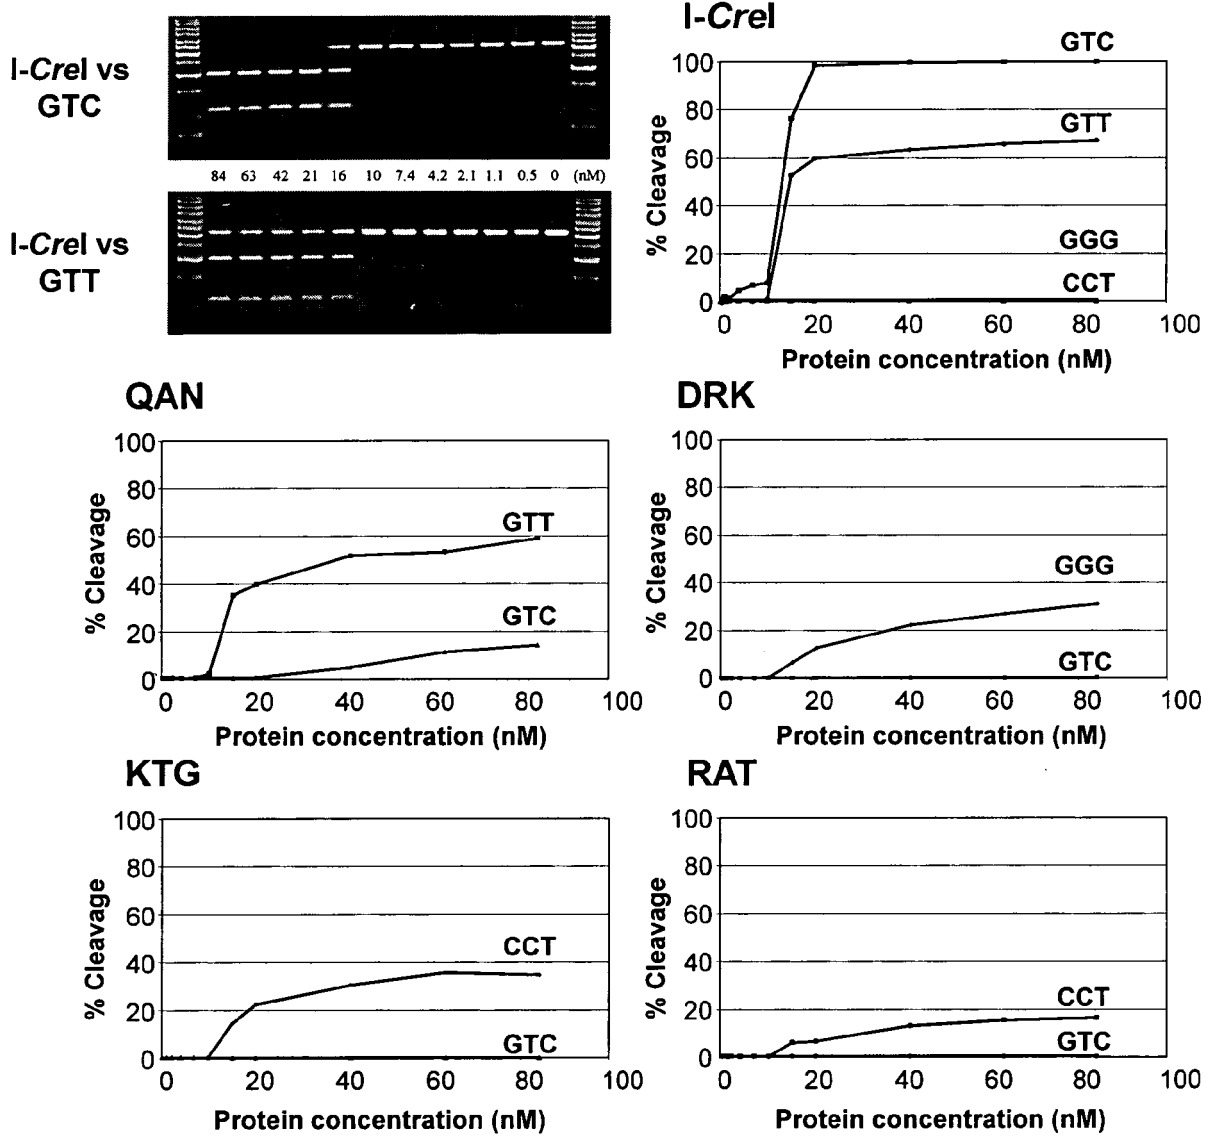 I-CreI vs
GTC
84 63 42 21 16 10 7.4 4.2 2.1 1.1 0.5 0 (nM)
I-CreI vs
GTT
I-CreI
% Cleavage
100
80
60
40
20
0
GTC
GTT
GGG
CCT
0 20 40 60 80 100
Protein concentration (nM)
QAN
% Cleavage
100
80
60
40
20
0
GTT
GTC
0 20 40 60 80 100
Protein concentration (nM)
DRK
% Cleavage
100
80
60
40
20
0
GGG
GTC
0 20 40 60 80 100
Protein concentration (nM)
KTG
% Cleavage
100
80
60
40
20
0
CCT
GTC
0 20 40 60 80 100
Protein concentration (nM)
RAT
% Cleavage
100
80
60
40
20
0
CCT
GTC
0 20 40 60 80 100
Protein concentration (nM)